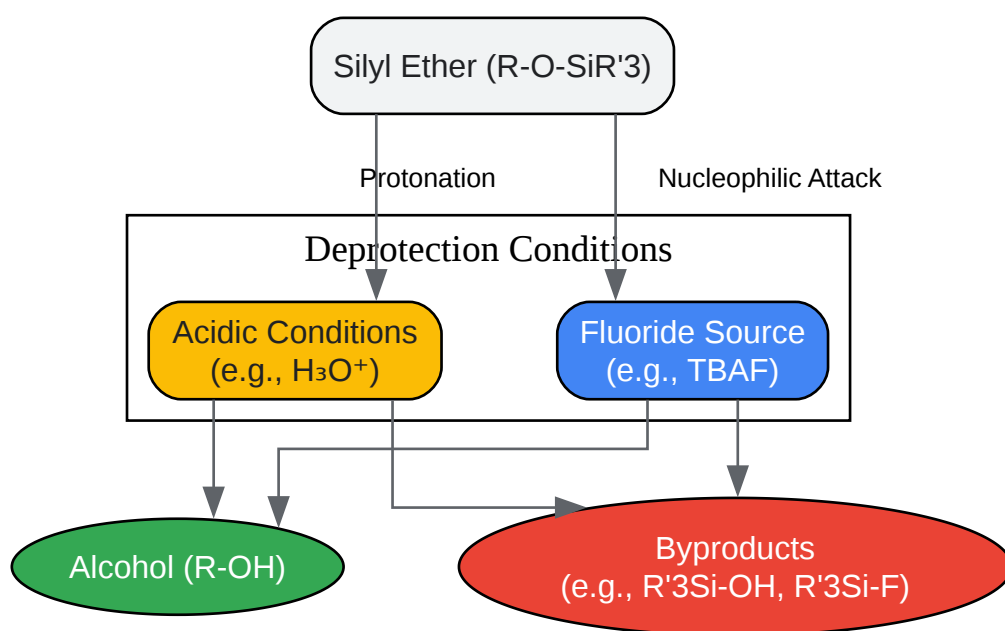 Silyl Ether (R-O-SiR'3)
Protonation
Nucleophilic Attack
Deprotection Conditions
Acidic Conditions
(e.g., H₃O⁺)
Fluoride Source
(e.g., TBAF)
Alcohol (R-OH)
Byproducts
(e.g., R'3Si-OH, R'3Si-F)